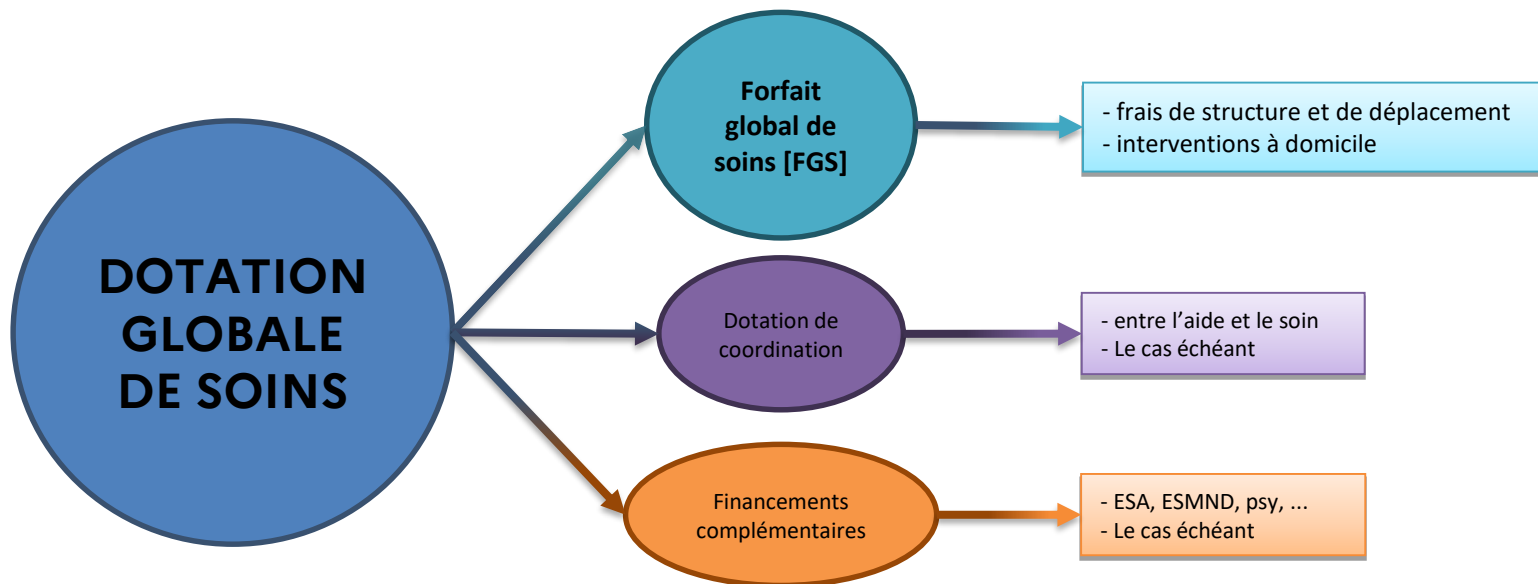 DOTATION
GLOBALE
DE SOINS
Forfait
global de
soins [FGS]
- frais de structure et de déplacement
- interventions à domicile
Dotation de
coordination
- entre l’aide et le soin
- Le cas échéant
Financements
complémentaires
- ESA, ESMND, psy, ...
- Le cas échéant